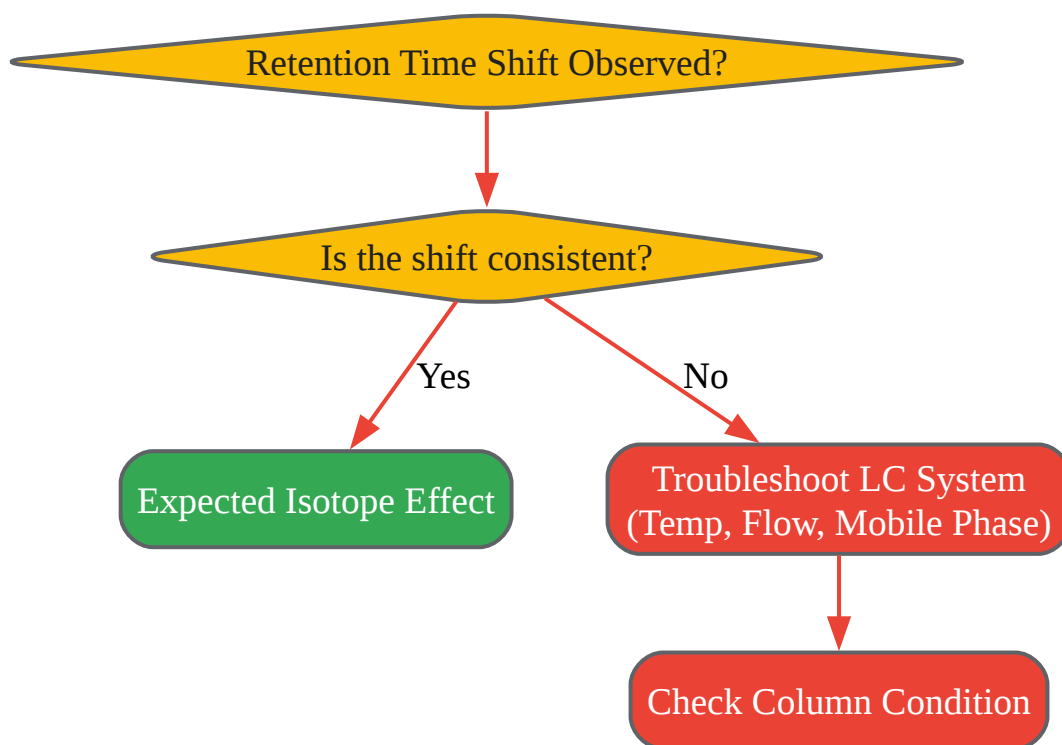 Retention Time Shift Observed?
Is the shift consistent?
Yes
No
Expected Isotope Effect
Troubleshoot LC System
(Temp, Flow, Mobile Phase)
Check Column Condition